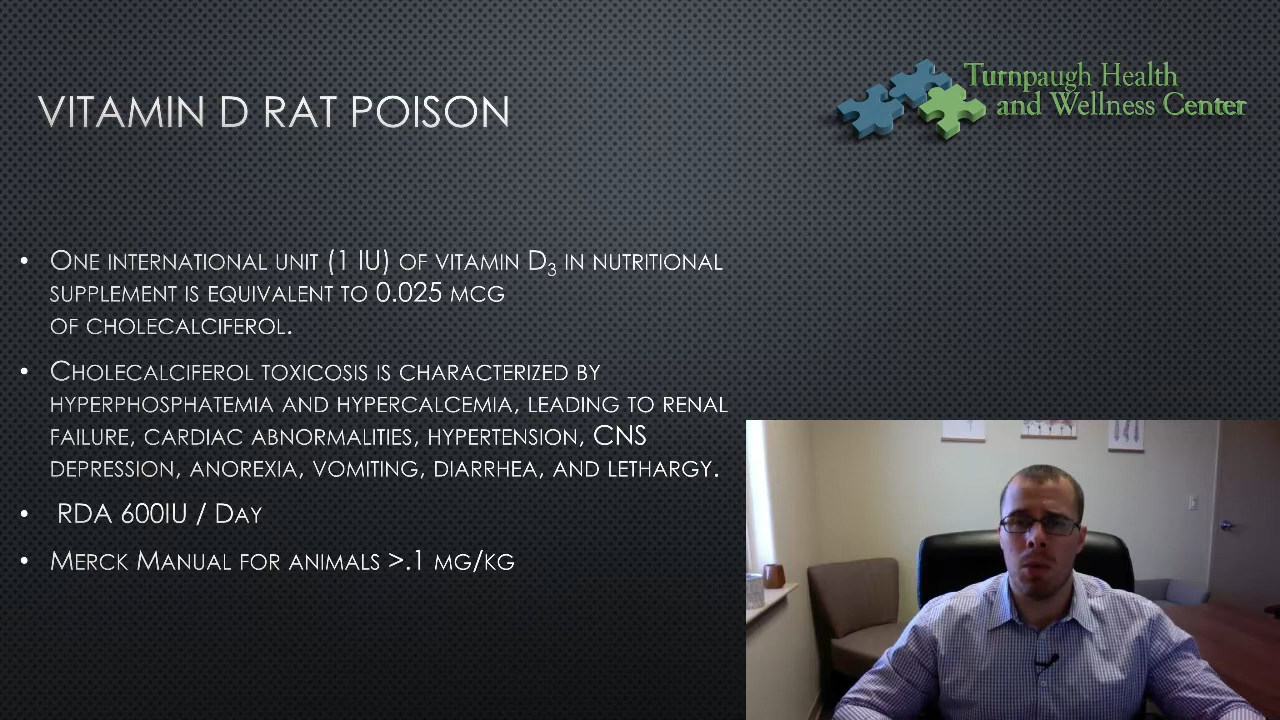 Turnpaugh Health
and Wellness Center
VITAMIN D RAT POISON
• ONE INTERNATIONAL UNIT (1 IU) OF VITAMIN D₃ IN NUTRITIONAL
SUPPLEMENT IS EQUIVALENT TO 0.025 MCG
OF CHOLECALCIFEROL.
• CHOLECALCIFEROL TOXICOSIS IS CHARACTERIZED BY
HYPERPHOSPHATEMIA AND HYPERCALCEMIA, LEADING TO RENAL
FAILURE, CARDIAC ABNORMALITIES, HYPERTENSION, CNS
DEPRESSION, ANOREXIA, VOMITING, DIARRHEA, AND LETHARGY.
• RDA 600IU / DAY
• MERCK MANUAL FOR ANIMALS >.1 MG/KG